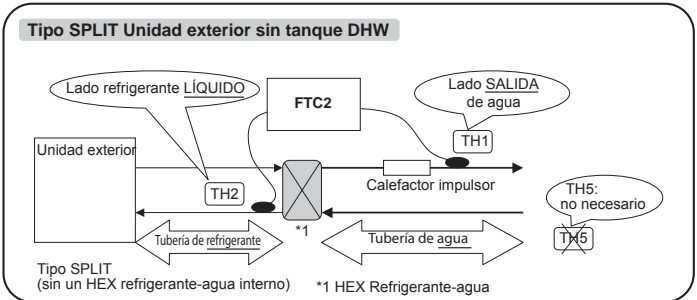 Tipo SPLIT Unidad exterior sin tanque DHW
Lado refrigerante LÍQUIDO
FTC2
Lado SALIDA
de agua
TH1
Unidad exterior
TH2
Calefactor impulsor
TH5:
no necesario
TH5
*1
Tubería de refrigerante
Tubería de agua
Tipo SPLIT
(sin un HEX refrigerante-agua interno)
*1 HEX Refrigerante-agua